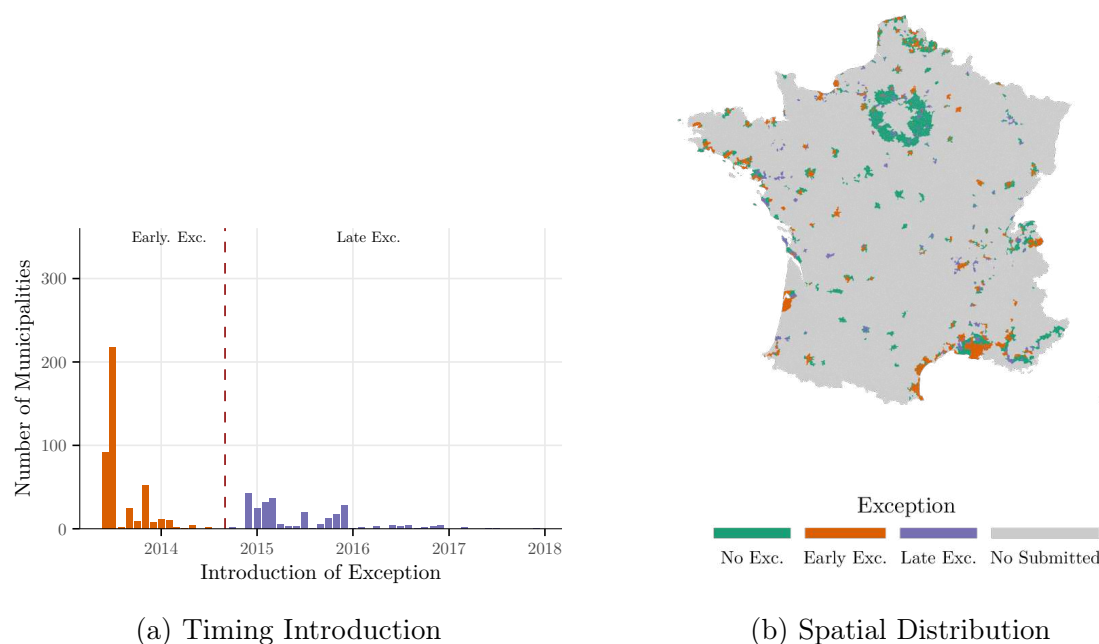 Early. Exc.
Late Exc.
Number of Municipalities
300
200
100
0
2014
2015
2016
2017
2018
Introduction of Exception
(a) Timing Introduction
Exception
No Exc.
Early Exc.
Late Exc.
No Submitted
(b) Spatial Distribution